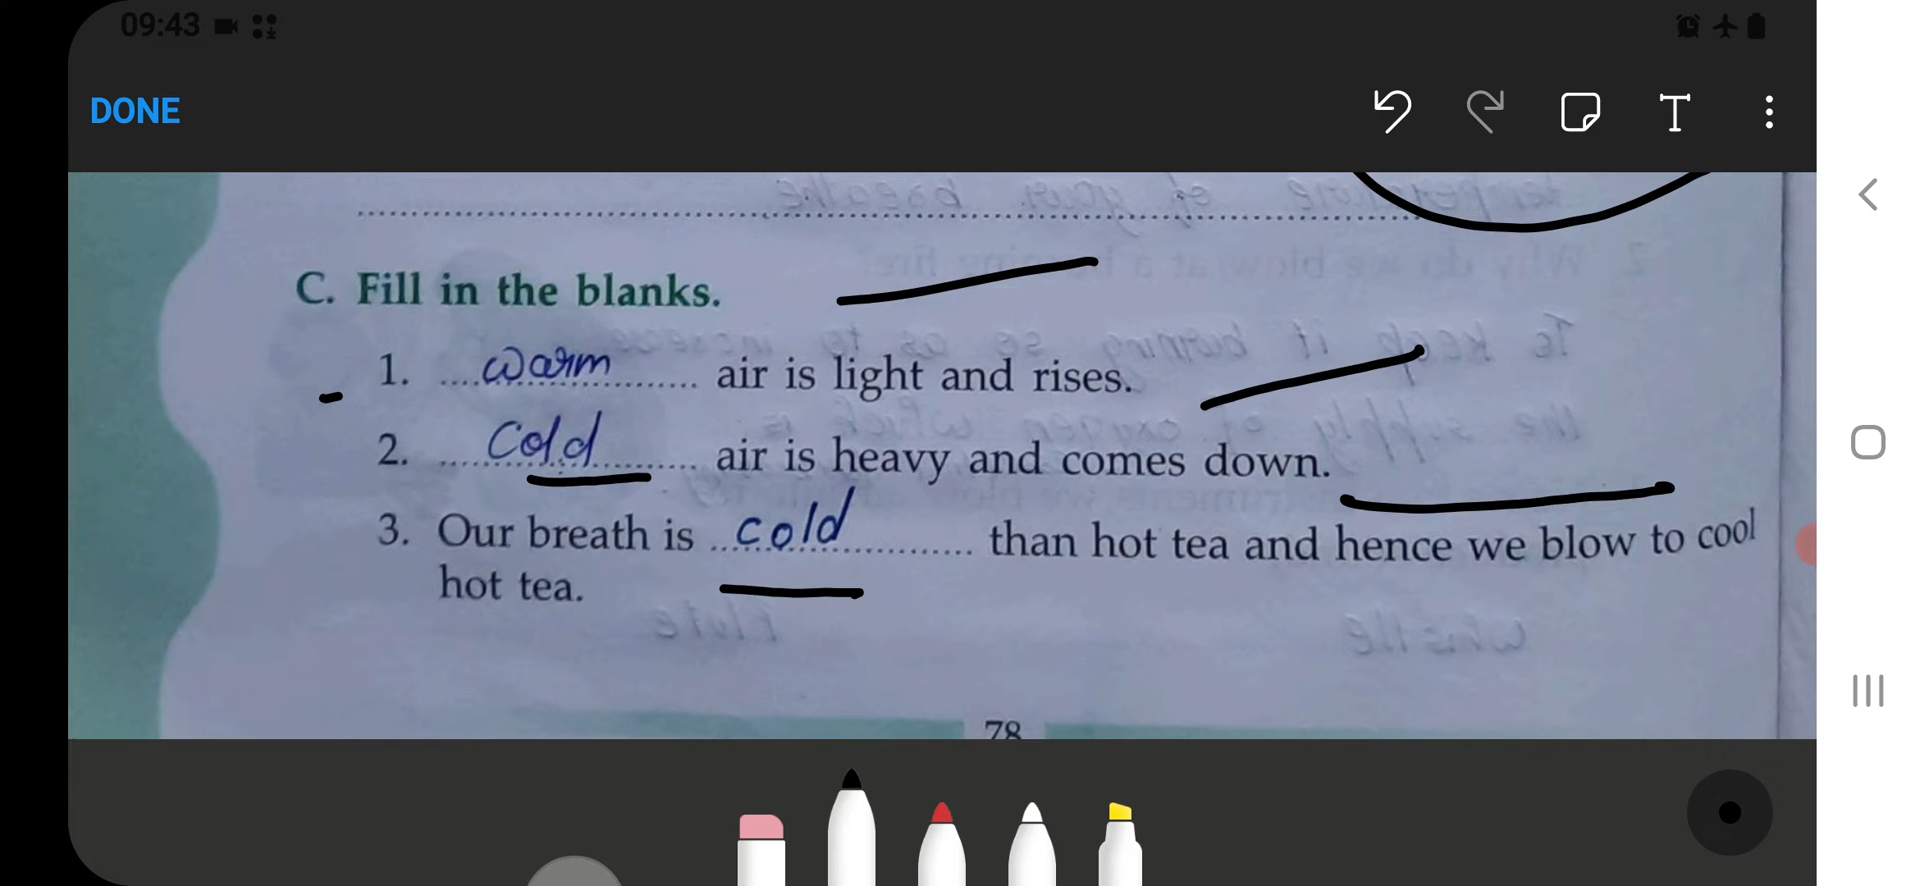 09:43
DONE
T
C. Fill in the blanks.
1. warm air is light and rises.
2. Cold air is heavy and comes down.
3. Our breath is cold than hot tea and hence we blow to cool
hot tea.
78